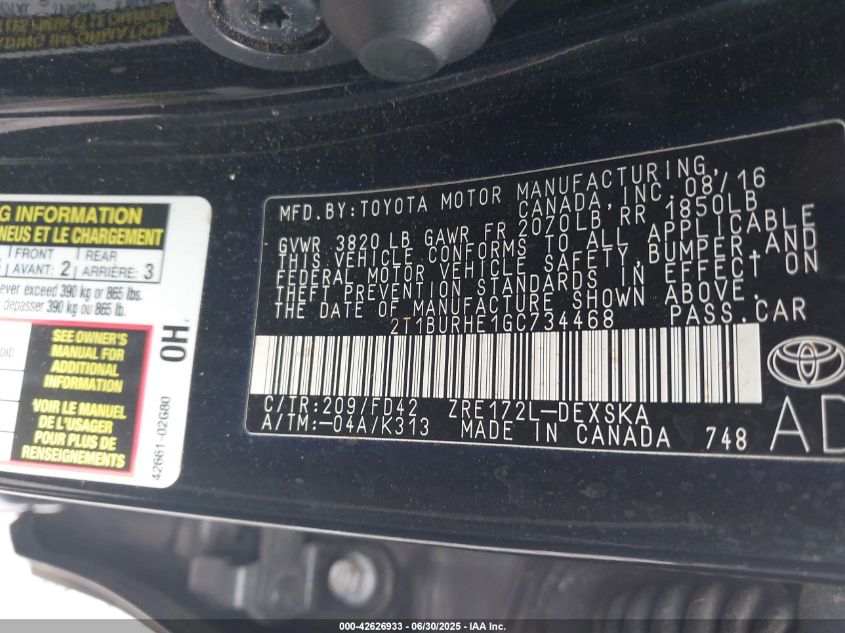 G INFORMATION
NEUS ET LE CHARGEMENT
FRONT REAR
AVANT: 2 ARRIÈRE: 3
ever exceed 390 kg or 865 lbs.
dépasser 390 kg ou 865 lb.
SEE OWNER'S
MANUAL FOR
ADDITIONAL
INFORMATION
VOIR LE MANUEL
DE L'USAGER
POUR PLUS DE
RENSEIGNEMENTS
0H
42661-02G80
MFD.BY:TOYOTA MOTOR MANUFACTURING,
CANADA, INC. 08/16
GVWR 3820 LB GAWR FR 2070LB, RR 1850LB
THIS VEHICLE CONFORMS TO ALL APPLICABLE
FEDERAL MOTOR VEHICLE SAFETY, BUMPER, AND
THEFT PREVENTION STANDARDS IN EFFECT ON
THE DATE OF MANUFACTURE SHOWN ABOVE.
2T1BURHE1GC734468 PASS.CAR
C/TR:209/FD42 ZRE172L-DEXSKA
A/TM:-04A/K313 MADE IN CANADA 748
AD
000-42626933 - 06/30/2025 - IAA Inc.